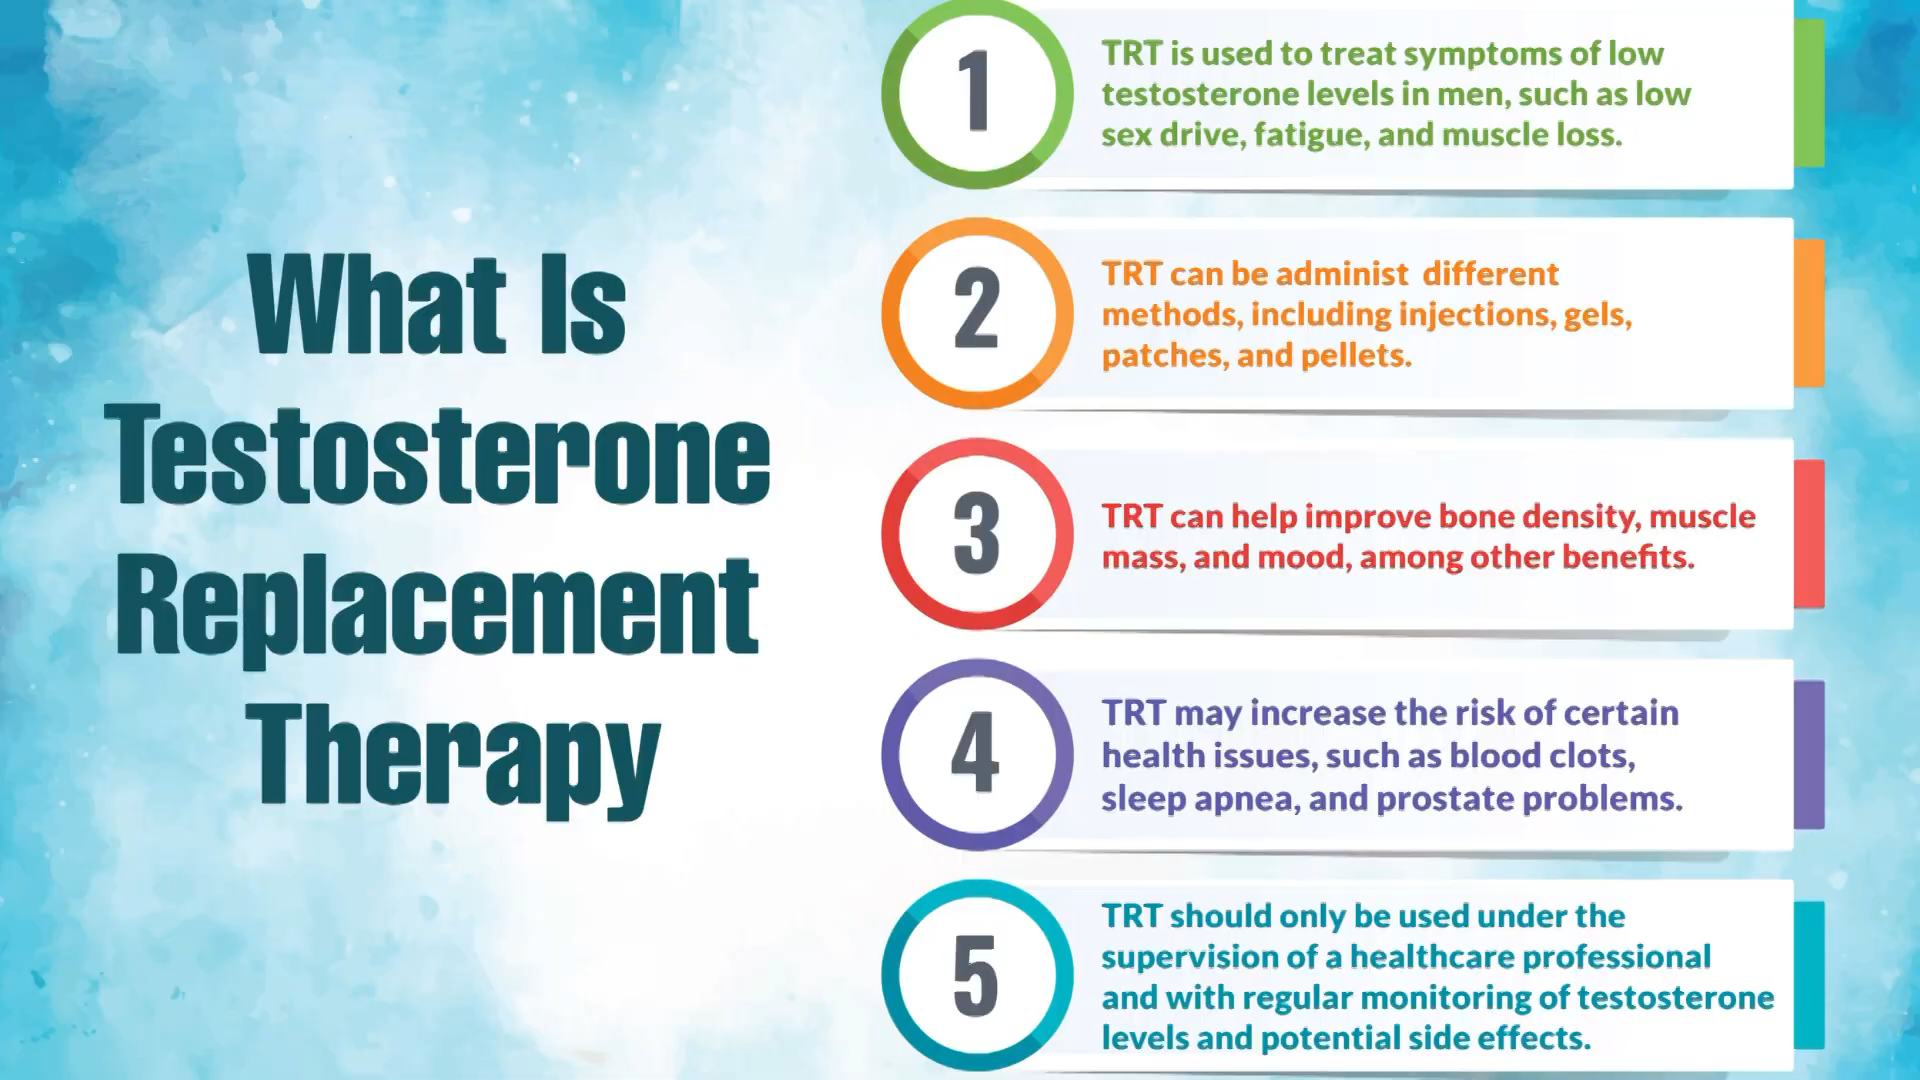 What Is
Testosterone
Replacement
Therapy
1
TRT is used to treat symptoms of low
testosterone levels in men, such as low
sex drive, fatigue, and muscle loss.
2
TRT can be administ different
methods, including injections, gels,
patches, and pellets.
3
TRT can help improve bone density, muscle
mass, and mood, among other benefits.
4
TRT may increase the risk of certain
health issues, such as blood clots,
sleep apnea, and prostate problems.
5
TRT should only be used under the
supervision of a healthcare professional
and with regular monitoring of testosterone
levels and potential side effects.